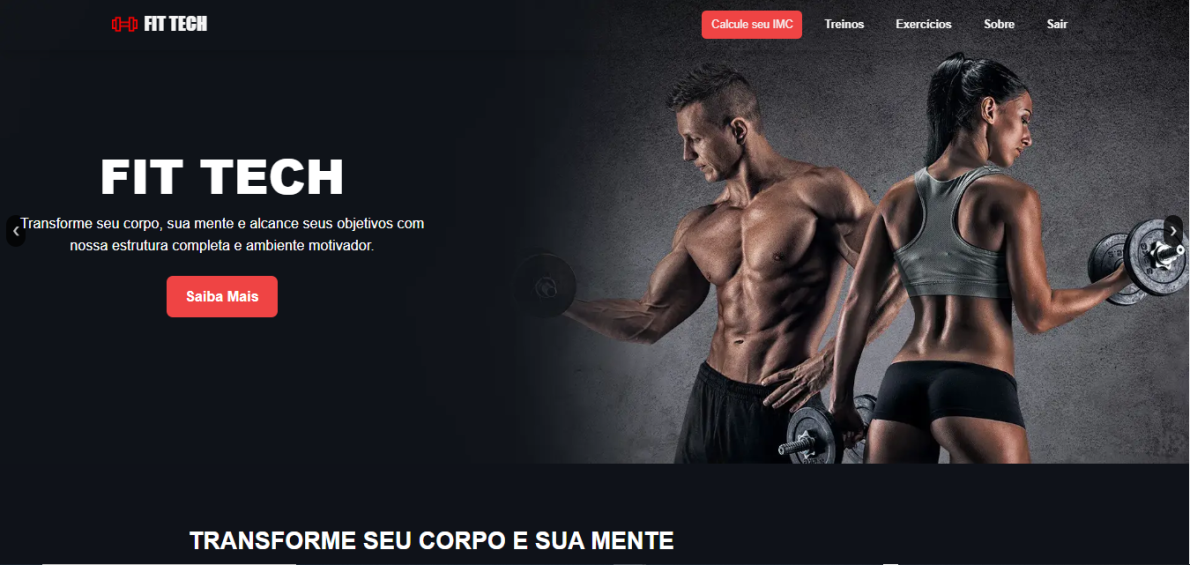 FIT TECH
Calcule seu IMC
Treinos
Exercícios
Sobre
Sair
FIT TECH
Transforme seu corpo, sua mente e alcance seus objetivos com
nossa estrutura completa e ambiente motivador.
Saiba Mais
TRANSFORME SEU CORPO E SUA MENTE